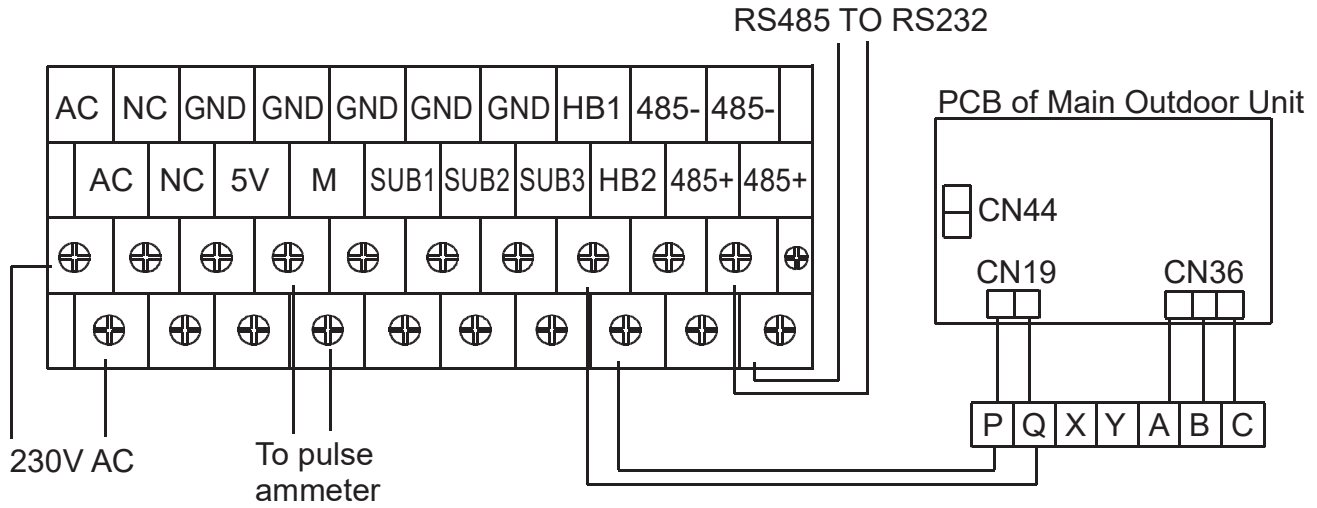 RS485 TO RS232
AC NC GND GND GND GND GND HB1 485- 485-
AC NC 5V M SUB1 SUB2 SUB3 HB2 485+ 485+
PCB of Main Outdoor Unit
CN44
CN19 CN36
P Q X Y A B C
230V AC
To pulse
ammeter